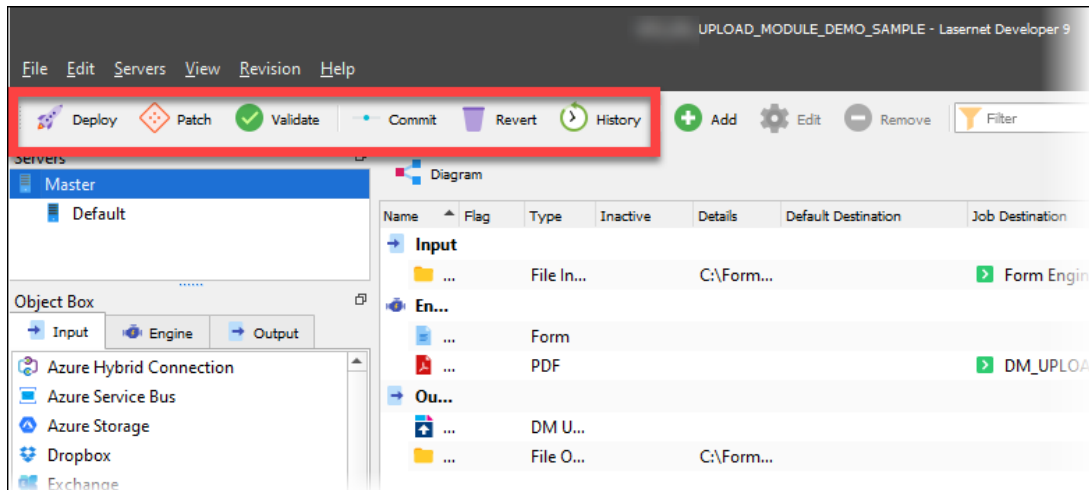 UPLOAD_MODULE_DEMO_SAMPLE - Lasernet Developer 9
File Edit Servers View Revision Help
Deploy Patch Validate Commit Revert History Add Edit Remove Filter
Servers
Master
Default
Diagram
Name Flag Type Inactive Details Default Destination Job Destination
Input
... File In... C:\Form... Form Engin
En...
... Form
... PDF DM_UPLOA
Ou...
... DM U...
... File O... C:\Form...
Object Box
Input Engine Output
Azure Hybrid Connection
Azure Service Bus
Azure Storage
Dropbox
Exchange